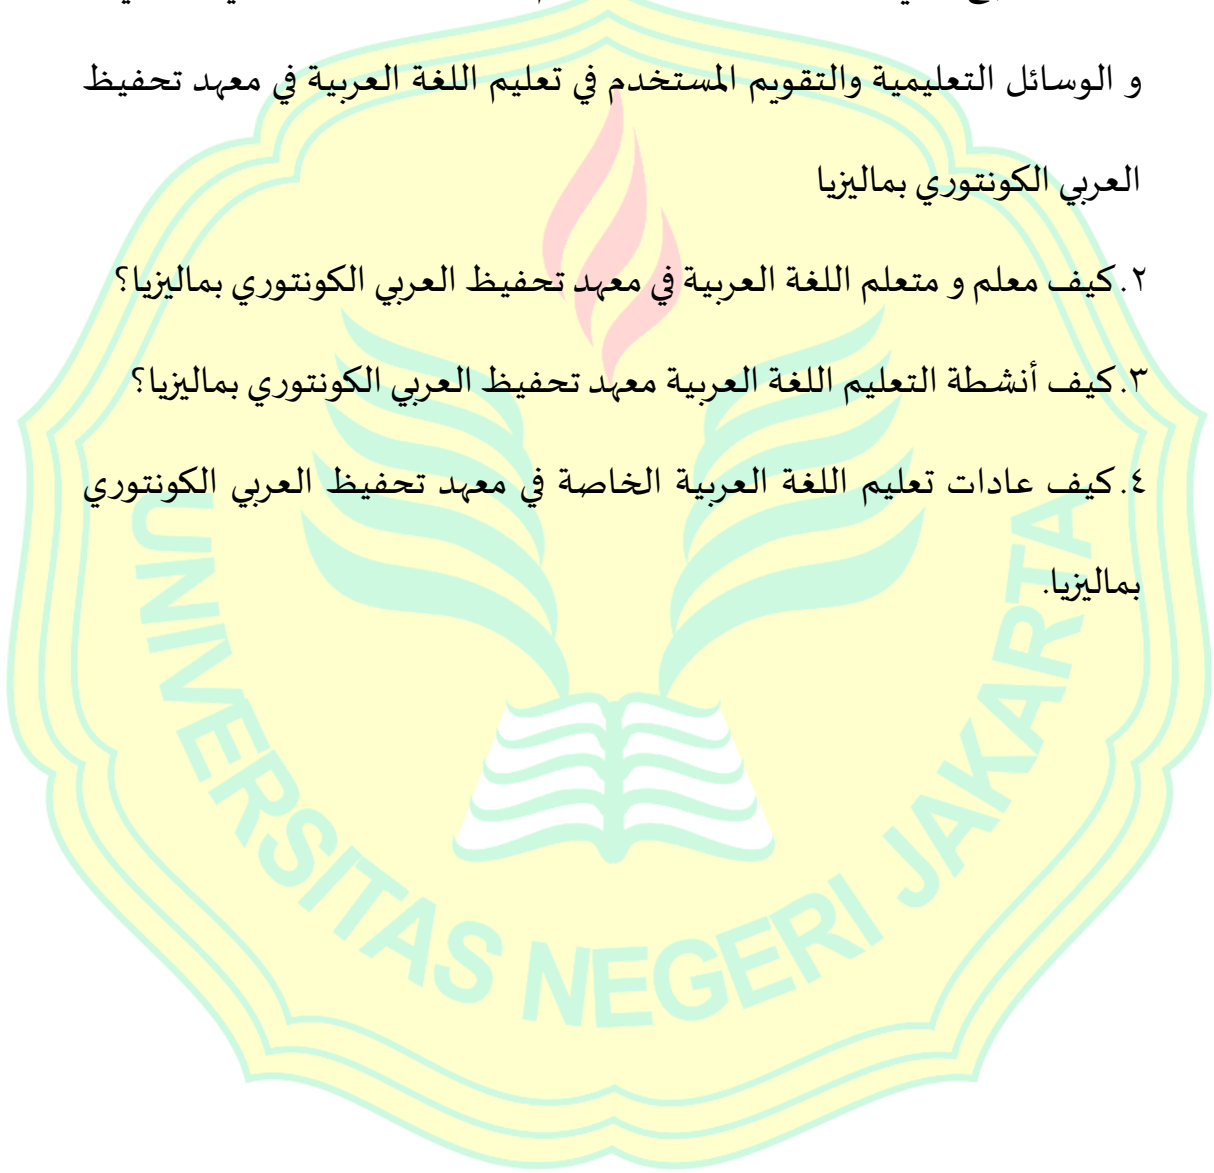 و الوسائل التعليمية والتقويم المستخدم في تعليم اللغة العربية في معهد تحفيظ
العربي الكونتوري بماليزيا
٢.كيف معلم و متعلم اللغة العربية في معهد تحفيظ العربي الكونتوري بماليزيا؟
٣.كيف أنشطة التعليم اللغة العربية معهد تحفيظ العربي الكونتوري بماليزيا؟
٤.كيف عادات تعليم اللغة العربية الخاصة في معهد تحفيظ العربي الكونتوري
بماليزيا.
UNIVERSITAS NEGERI JAKARTA